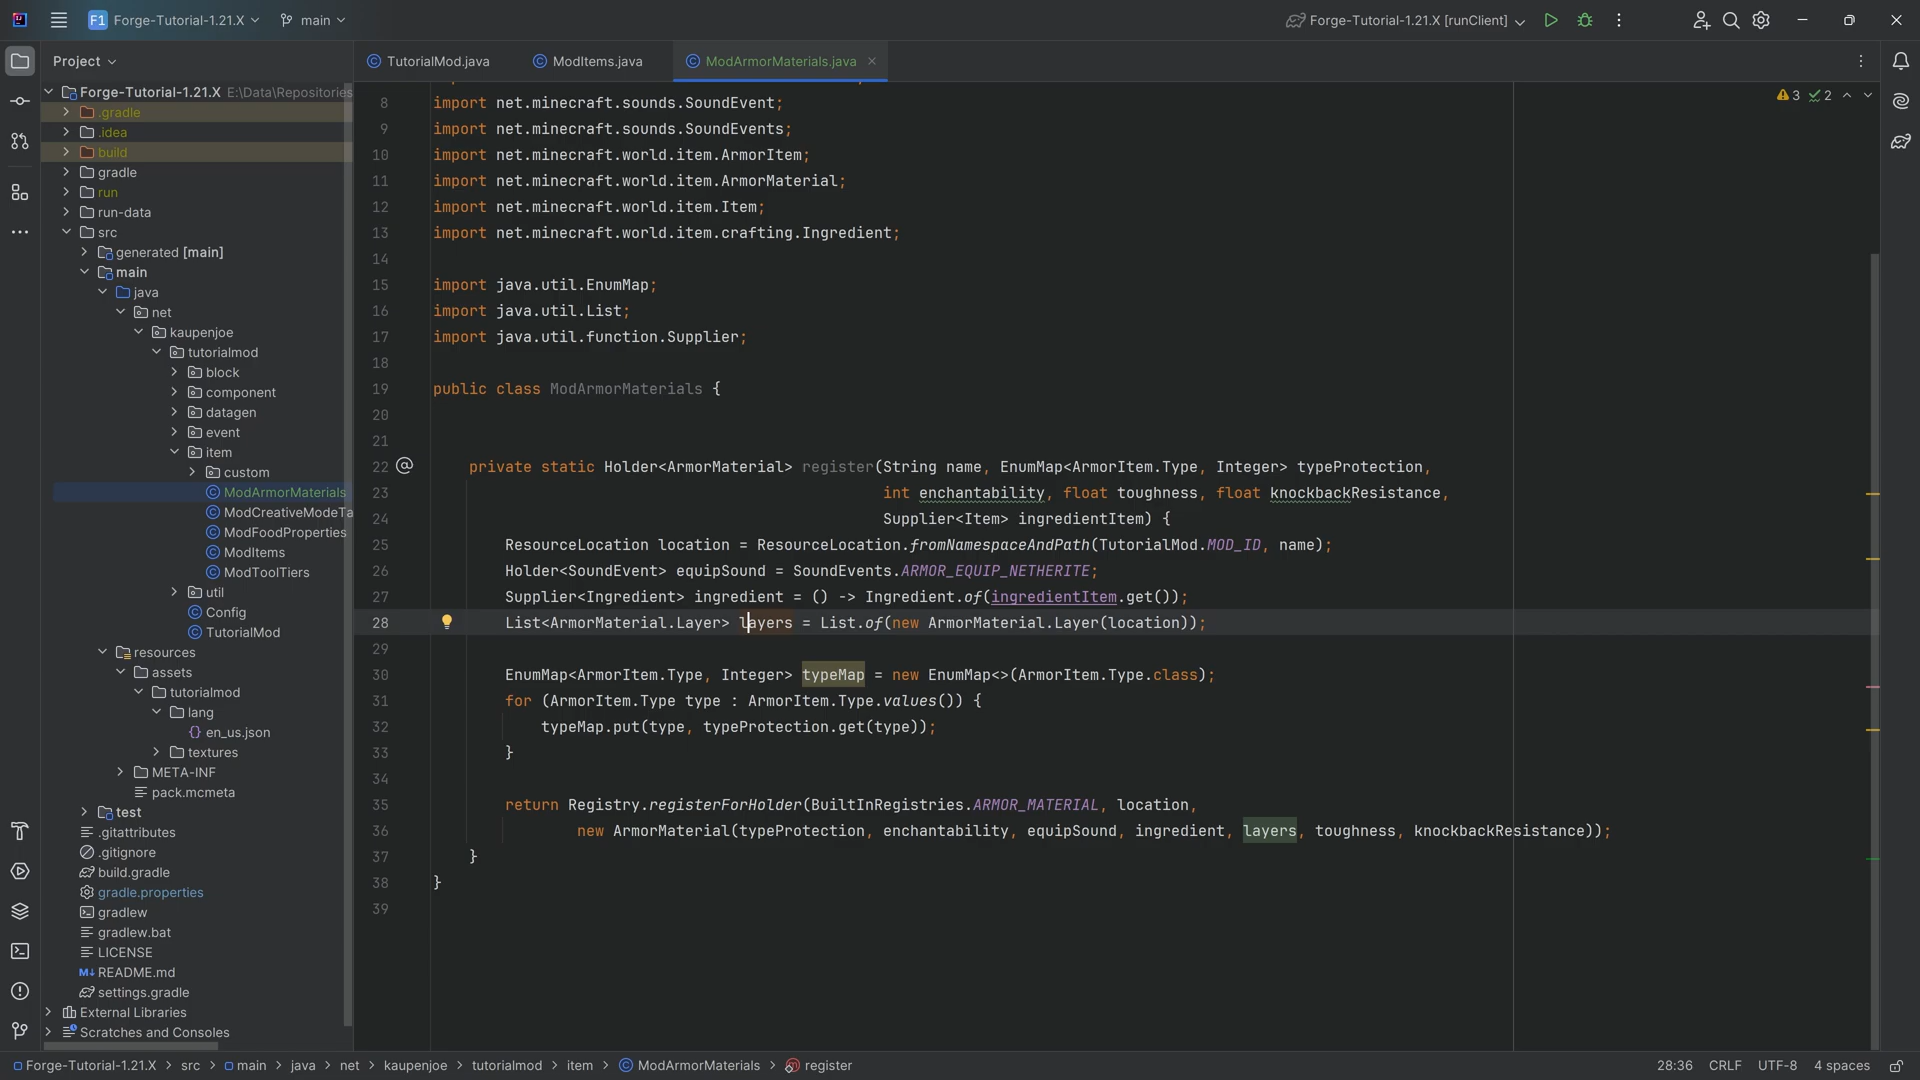 F1 Forge-Tutorial-1.21.X main Forge-Tutorial-1.21.X [runClient]
Project
TutorialMod.java ModItems.java ModArmorMaterials.java
Forge-Tutorial-1.21.X E:\Data\Repositories
.gradle
.idea
build
gradle
run
run-data
src
generated [main]
main
java
net
kaupenjoe
tutorialmod
block
component
datagen
event
item
custom
ModArmorMaterials
ModCreativeModeTa
ModFoodProperties
ModItems
ModToolTiers
util
Config
TutorialMod
resources
assets
tutorialmod
lang
{} en_us.json
textures
META-INF
pack.mcmeta
test
.gitattributes
.gitignore
build.gradle
gradle.properties
gradlew
gradlew.bat
LICENSE
M↓ README.md
settings.gradle
External Libraries
Scratches and Consoles
3 2
8 import net.minecraft.sounds.SoundEvent;
9 import net.minecraft.sounds.SoundEvents;
10 import net.minecraft.world.item.ArmorItem;
11 import net.minecraft.world.item.ArmorMaterial;
12 import net.minecraft.world.item.Item;
13 import net.minecraft.world.item.crafting.Ingredient;
14
15 import java.util.EnumMap;
16 import java.util.List;
17 import java.util.function.Supplier;
18
19 public class ModArmorMaterials {
20
21
22 @ private static Holder<ArmorMaterial> register(String name, EnumMap<ArmorItem.Type, Integer> typeProtection,
23 int enchantability, float toughness, float knockbackResistance,
24 Supplier<Item> ingredientItem) {
25 ResourceLocation location = ResourceLocation.fromNamespaceAndPath(TutorialMod.MOD_ID, name);
26 Holder<SoundEvent> equipSound = SoundEvents.ARMOR_EQUIP_NETHERITE;
27 Supplier<Ingredient> ingredient = () -> Ingredient.of(ingredientItem.get());
28 List<ArmorMaterial.Layer> layers = List.of(new ArmorMaterial.Layer(location));
29
30 EnumMap<ArmorItem.Type, Integer> typeMap = new EnumMap<>(ArmorItem.Type.class);
31 for (ArmorItem.Type type : ArmorItem.Type.values()) {
32 typeMap.put(type, typeProtection.get(type));
33 }
34
35 return Registry.registerForHolder(BuiltInRegistries.ARMOR_MATERIAL, location,
36 new ArmorMaterial(typeProtection, enchantability, equipSound, ingredient, layers, toughness, knockbackResistance));
37 }
38 }
39
Forge-Tutorial-1.21.X > src > main > java > net > kaupenjoe > tutorialmod > item > ModArmorMaterials > register 28:36 CRLF UTF-8 4 spaces